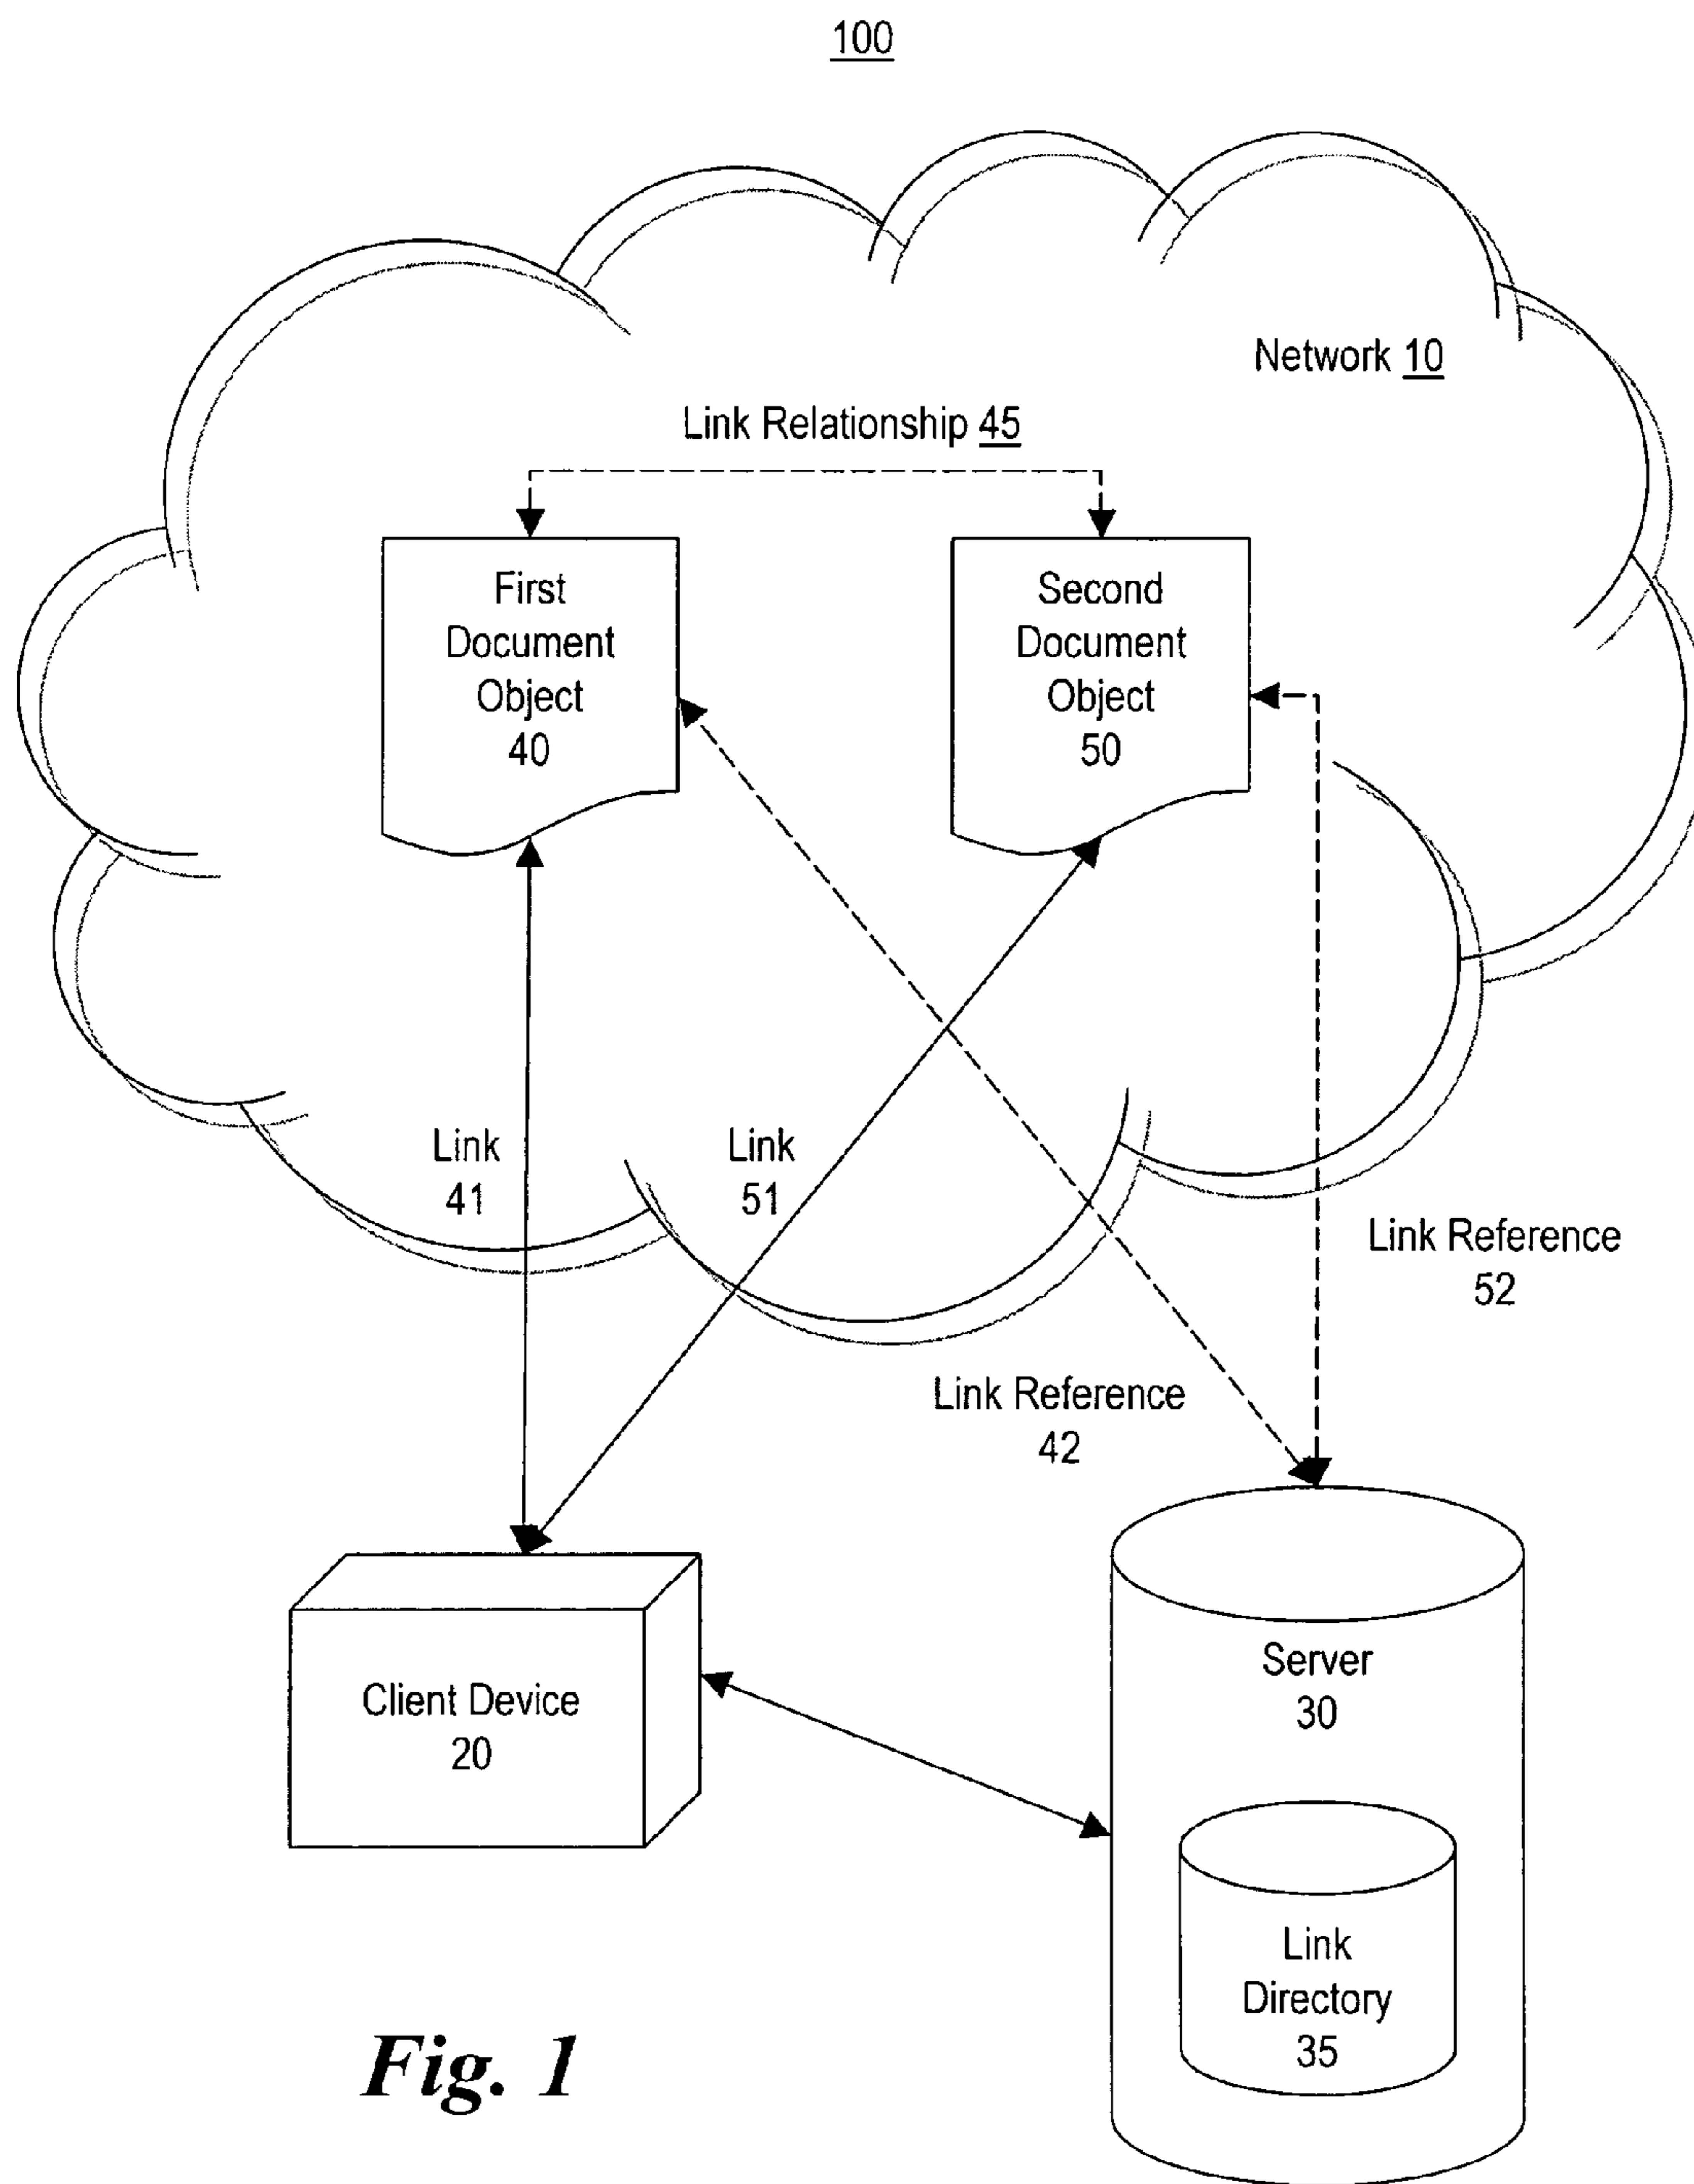 100
Network 10
Link Relationship 45
First
Document
Object
40
Second
Document
Object
50
Link
41
Link
51
Link Reference
52
Link Reference
42
Client Device
20
Server
30
Link
Directory
35
Fig. 1